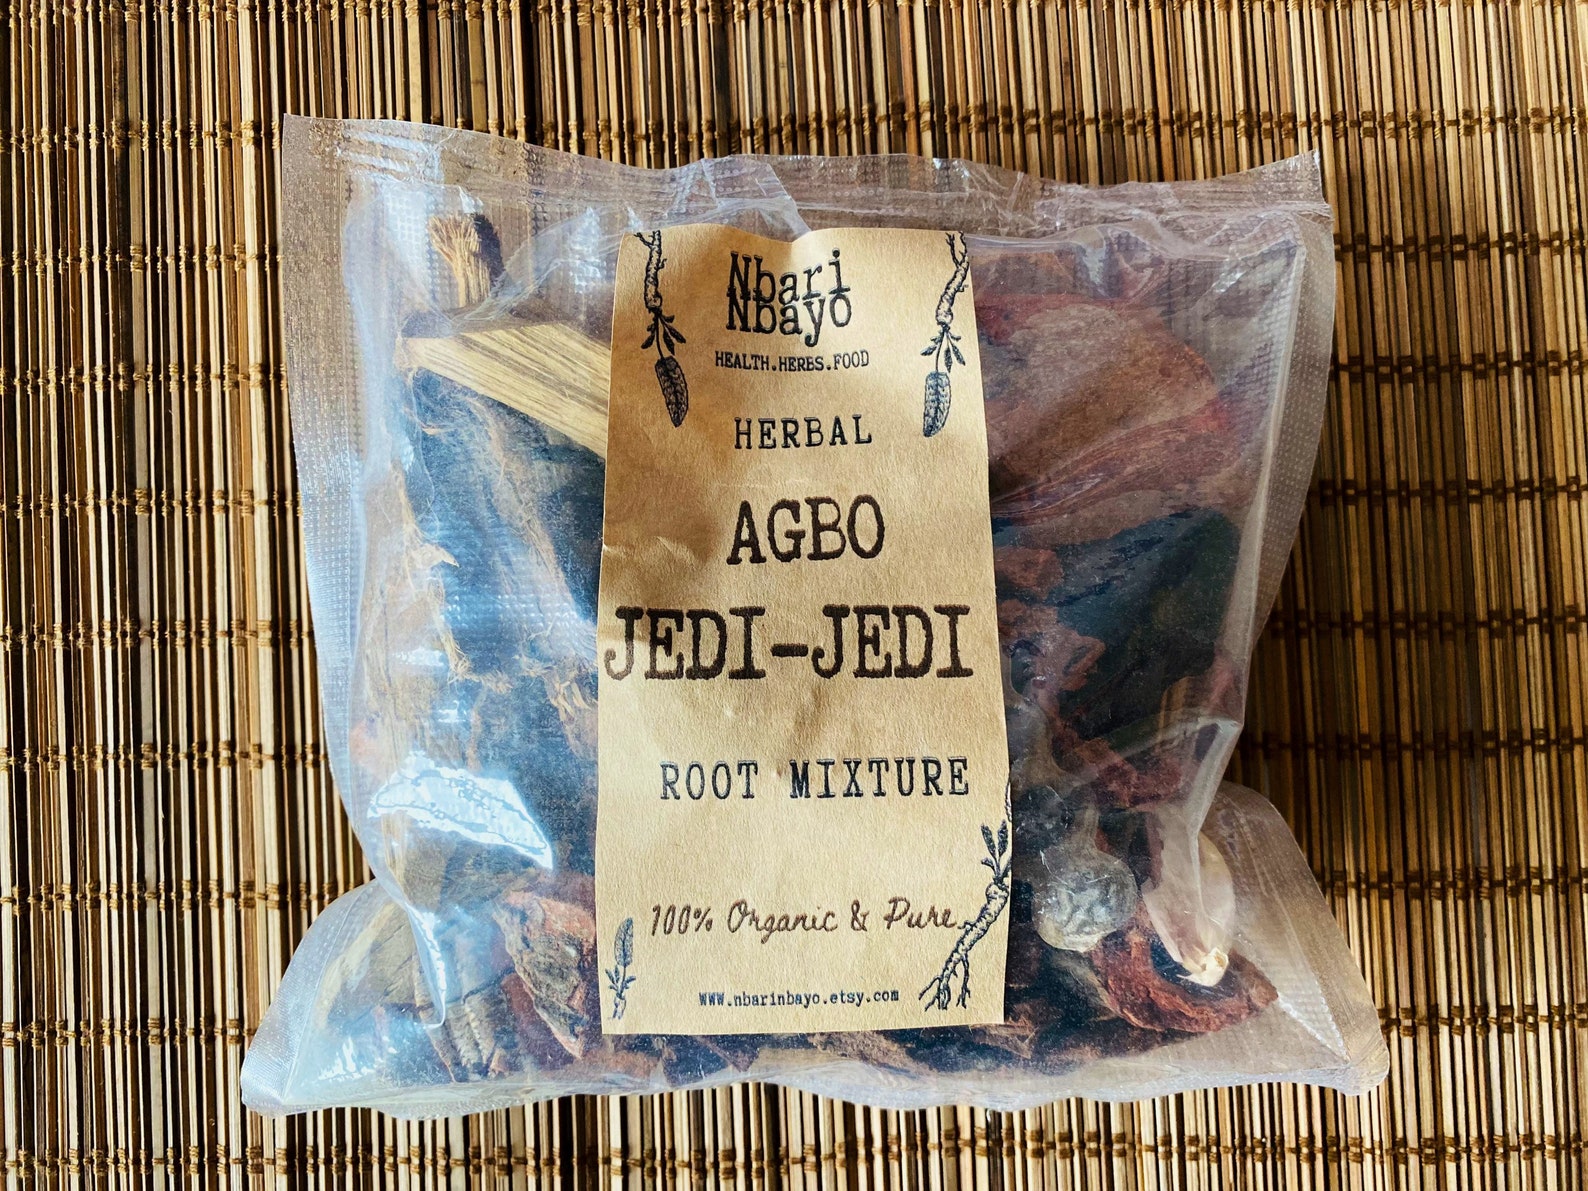 Nbari
Nbayo
HEALTH.HERBS.FOOD
HERBAL
AGBO
JEDI-JEDI
ROOT MIXTURE
100% Organic & Pure
www.nbarinbayo.etsy.com